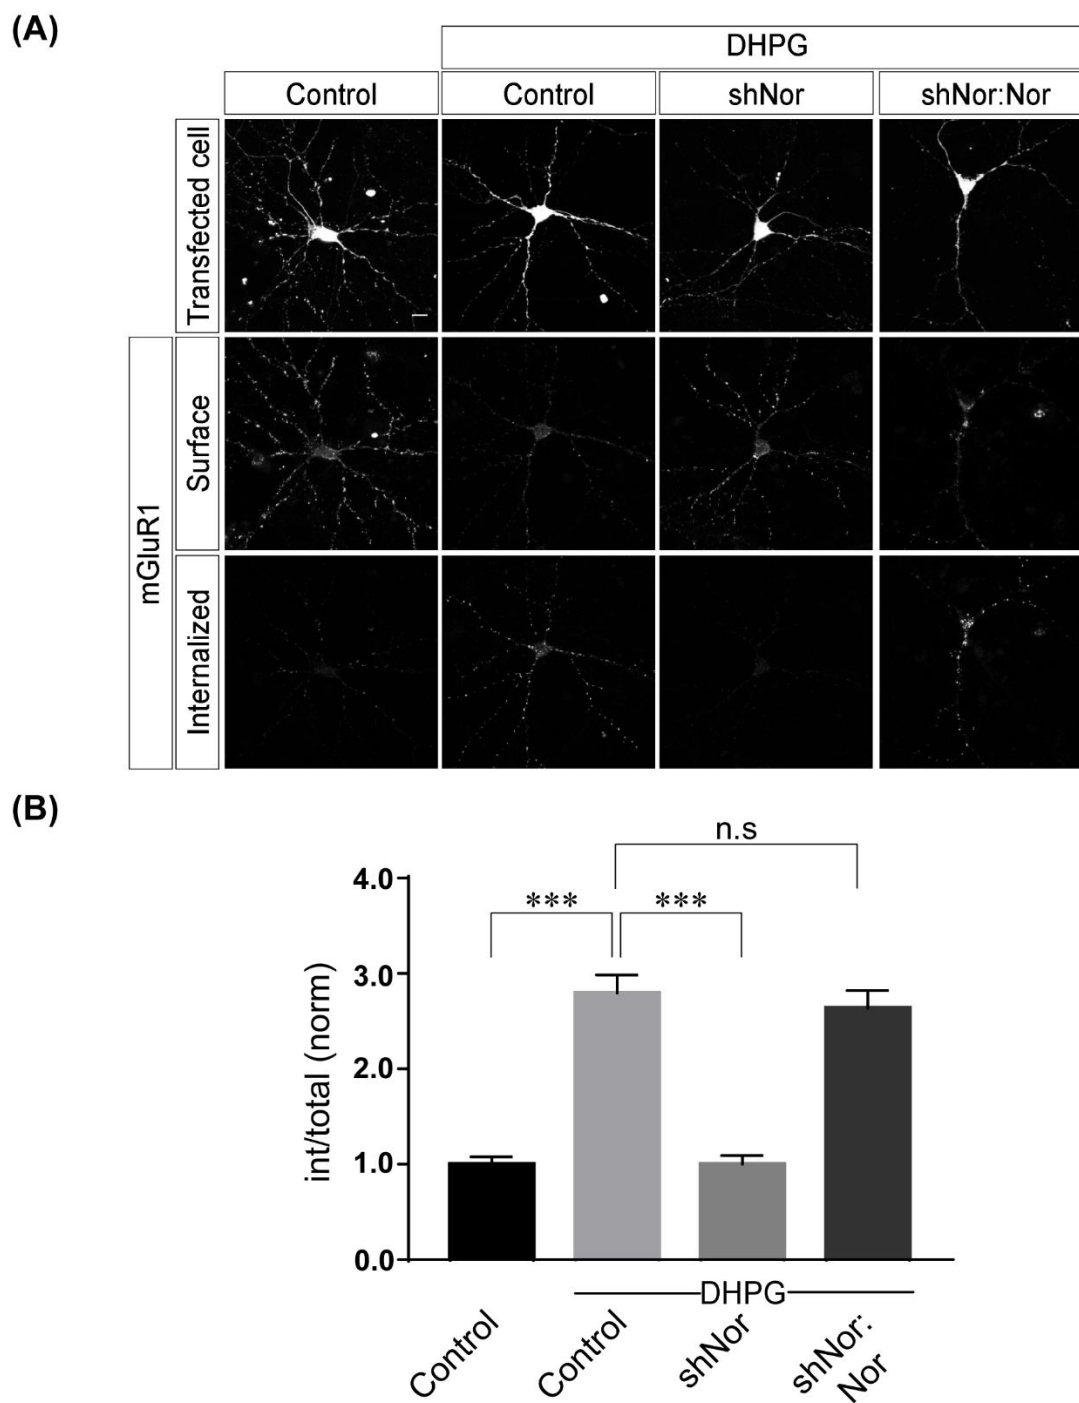 (A)
DHPG
Control
Control
shNor
shNor:Nor
Transfected cell
mGluR1
Surface
Internalized
(B)
n.s
4.0
***
***
3.0
int/total (norm)
2.0
1.0
0.0
DHPG
Control
Control
shNor
shNor:
Nor